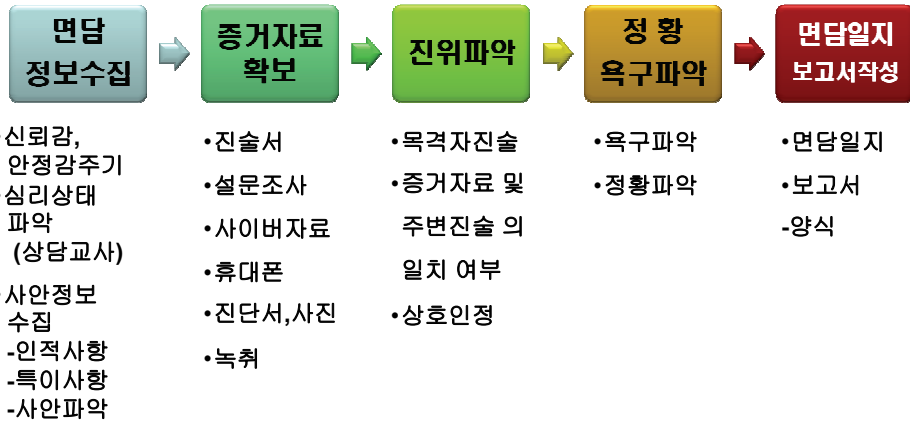 면담
정보수집
증거자료
확보
진위파악
정 황
욕구파악
면담일지
보고서작성
신뢰감,
안정감주기
심리상태
파악
(상담교사)
사안정보
수집
-인적사항
-특이사항
-사안파악
•진술서
•설문조사
•사이버자료
•휴대폰
•진단서,사진
•녹취
•목격자진술
•증거자료 및
주변진술 의
일치 여부
•상호인정
•욕구파악
•정황파악
•면담일지
•보고서
-양식